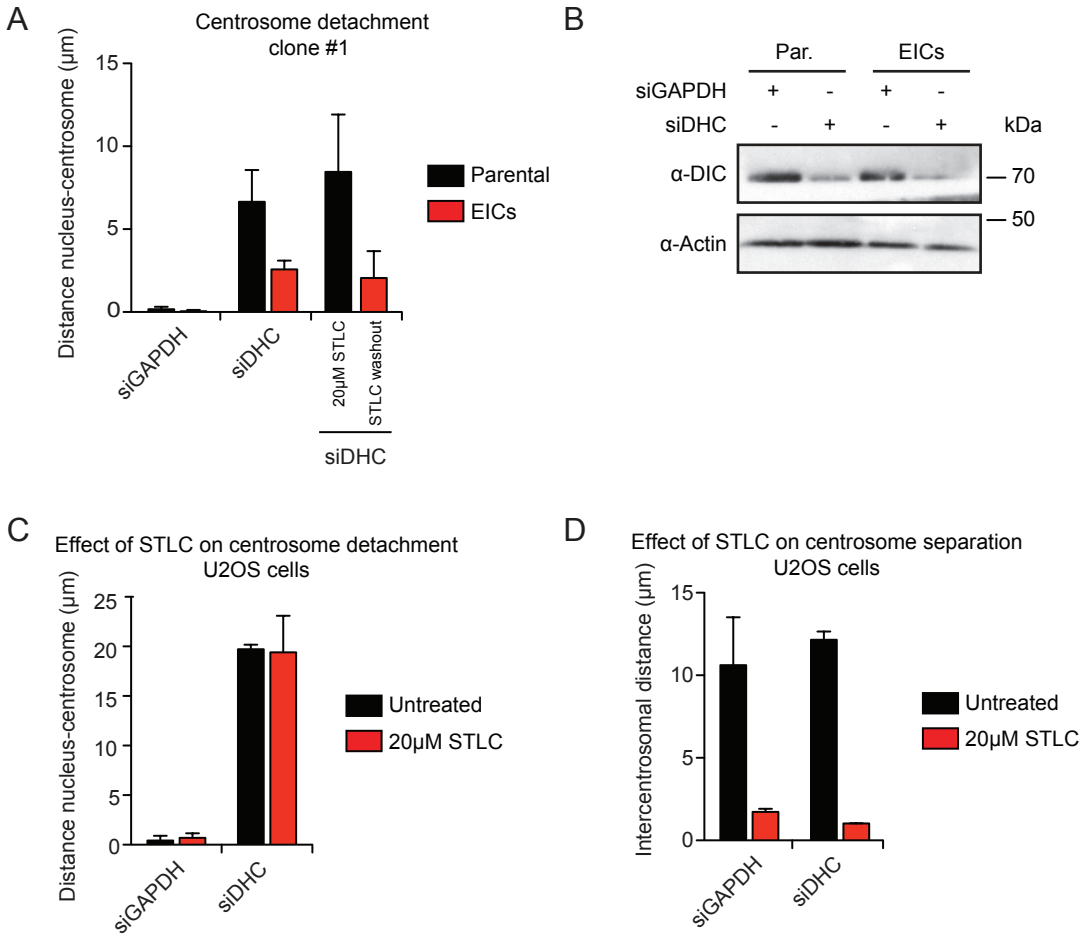 A
Centrosome detachment
clone #1
Distance nucleus-centrosome (µm)
15
10
5
0
siGAPDH
siDHC
20µM STLC
STLC washout
siDHC
Parental
EICs
B
Par.
EICs
siGAPDH + - + -
siDHC - + - + kDa
α-DIC
70
50
α-Actin
C
Effect of STLC on centrosome detachment
U2OS cells
Distance nucleus-centrosome (µm)
25
20
15
10
5
0
siGAPDH
siDHC
Untreated
20µM STLC
D
Effect of STLC on centrosome separation
U2OS cells
Intercentrosomal distance (µm)
15
10
5
0
siGAPDH
siDHC
Untreated
20µM STLC